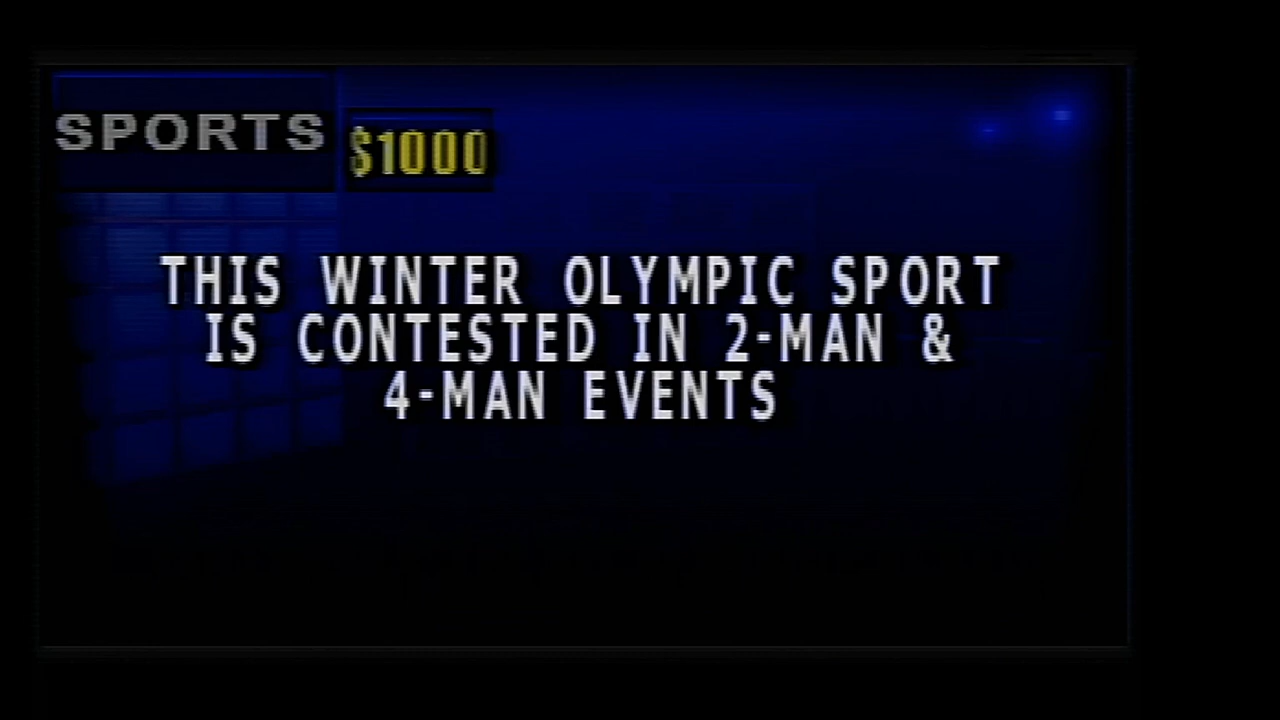 SPORTS
$1000
THIS WINTER OLYMPIC SPORT
IS CONTESTED IN 2-MAN &
4-MAN EVENTS